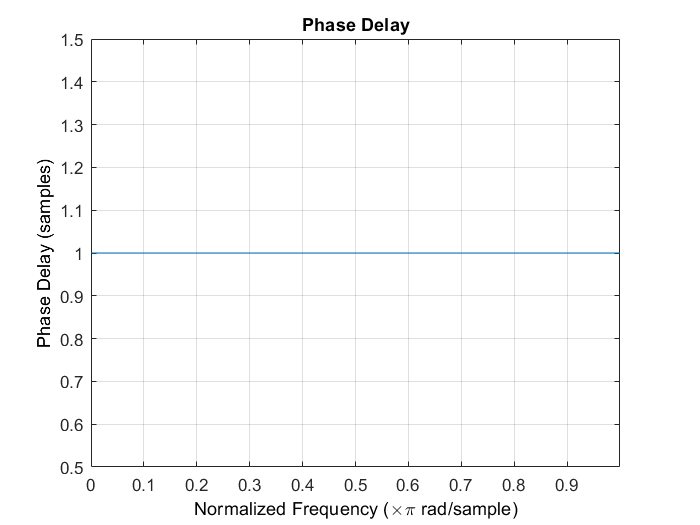 Phase Delay
1.5
1.4
1.3
1.2
1.1
1
0.9
0.8
0.7
0.6
0.5
Phase Delay (samples)
0 0.1 0.2 0.3 0.4 0.5 0.6 0.7 0.8 0.9
Normalized Frequency (×π rad/sample)